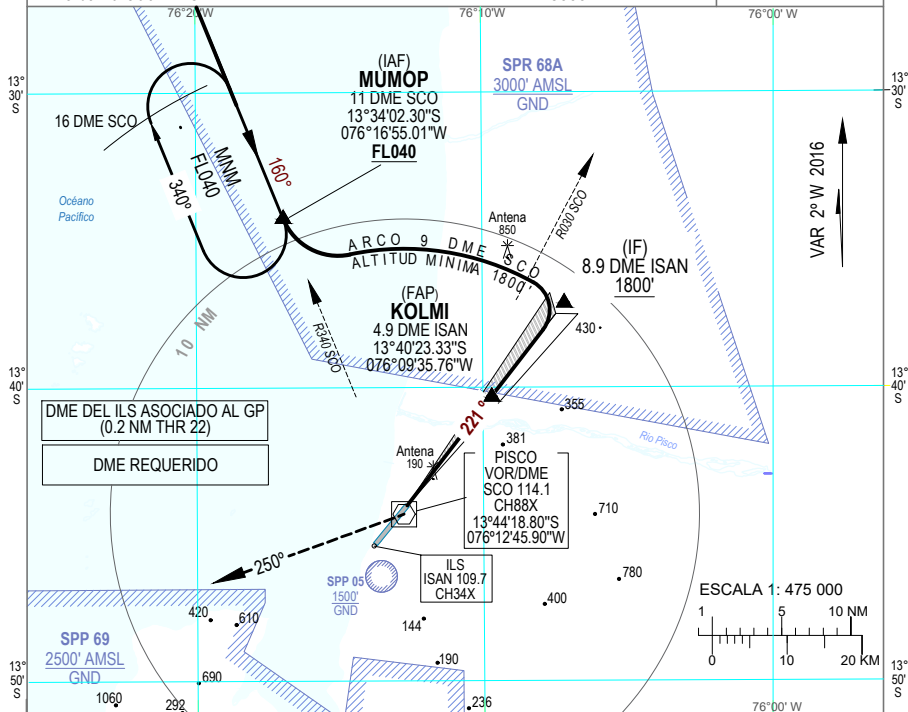 76°20' W
76°10' W
76°00' W
13°
30'
S
13°
30'
S
(IAF)
MUMOP
11 DME SCO
13°34'02.30"S
076°16'55.01"W
FL040
SPR 68A
3000' AMSL
GND
16 DME SCO
MNM
FL040
340º
160°
Océano
Pacífico
VAR 2º W 2016
R030 SCO
Antena
850
ARCO 9 DME SCO
ALTITUD MINIMA 1800'
(IF)
8.9 DME ISAN
1800'
(FAP)
KOLMI
4.9 DME ISAN
13°40'23.33"S
076°09'35.76"W
430
10 NM
R340 SCO
13°
40'
S
13°
40'
S
DME DEL ILS ASOCIADO AL GP
(0.2 NM THR 22)
DME REQUERIDO
221º
355
381
Río Pisco
Antena
190
PISCO
VOR/DME
SCO 114.1
CH88X
13°44'18.80"S
076°12'45.90"W
710
250º
ILS
ISAN 109.7
CH34X
SPP 05
1500'
GND
780
400
144
420
610
SPP 69
2500' AMSL
GND
190
690
1060
292
236
ESCALA 1: 475 000
1 5 10 NM
0 10 20 KM
13°
50'
S
13°
50'
S
76°00' W